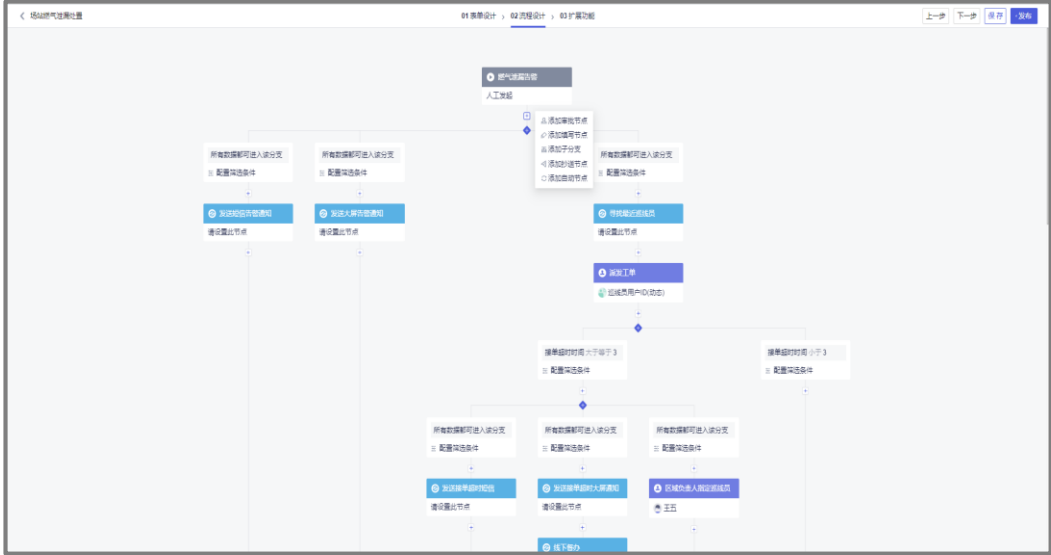 场站燃气泄漏处置
01 表单设计 › 02 流程设计 › 03 扩展功能
上一步 下一步 保存 发布
燃气泄漏告警
人工发起
添加审批节点
添加填写节点
添加子分支
添加抄送节点
添加自动节点
所有数据都可进入该分支 所有数据都可进入该分支 所有数据都可进入该分支
配置筛选条件 配置筛选条件 配置筛选条件
发送短信告警通知 发送大屏告警通知 寻找最近巡线员
请设置此节点 请设置此节点 请设置此节点
派发工单
巡线员用户ID(动态)
接单超时时间 大于等于 3 接单超时时间 小于 3
配置筛选条件 配置筛选条件
所有数据都可进入该分支 所有数据都可进入该分支 所有数据都可进入该分支
配置筛选条件 配置筛选条件 配置筛选条件
发送接单超时短信 发送接单超时大屏通知 区域负责人指定巡线员
请设置此节点 请设置此节点 王五
线下督办